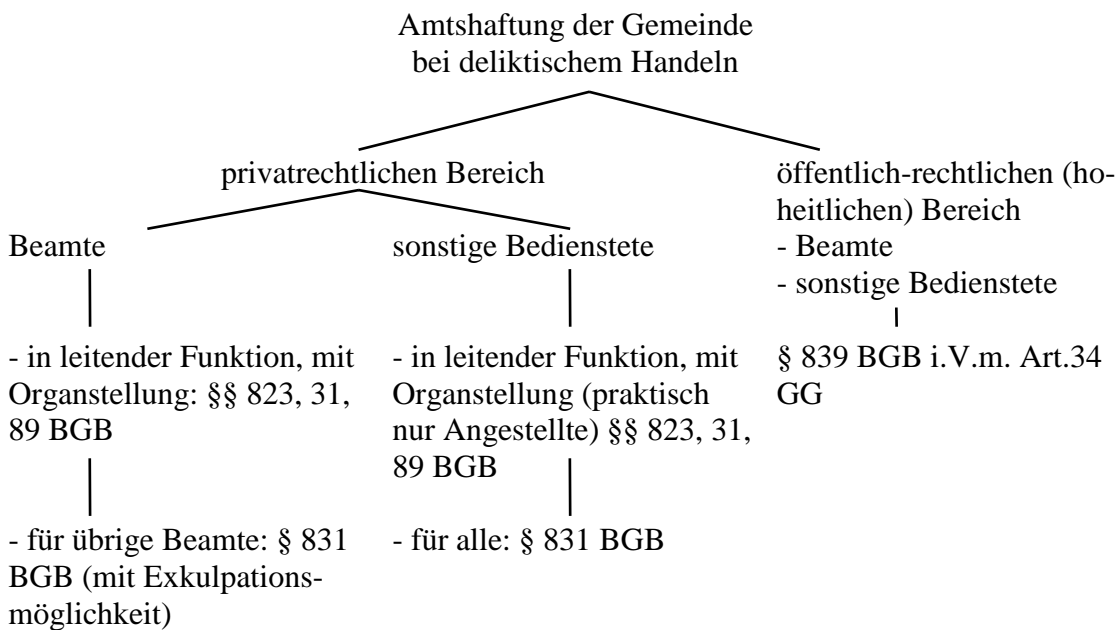 Amtshaftung der Gemeinde
bei deliktischem Handeln
privatrechtlichen Bereich
öffentlich-rechtlichen (ho-
heitlichen) Bereich
- Beamte
- sonstige Bedienstete
Beamte
sonstige Bedienstete
- in leitender Funktion, mit
Organstellung: §§ 823, 31,
89 BGB
- in leitender Funktion, mit
Organstellung (praktisch
nur Angestellte) §§ 823, 31,
89 BGB
§ 839 BGB i.V.m. Art.34
GG
- für übrige Beamte: § 831
BGB (mit Exkulpations-
möglichkeit)
- für alle: § 831 BGB